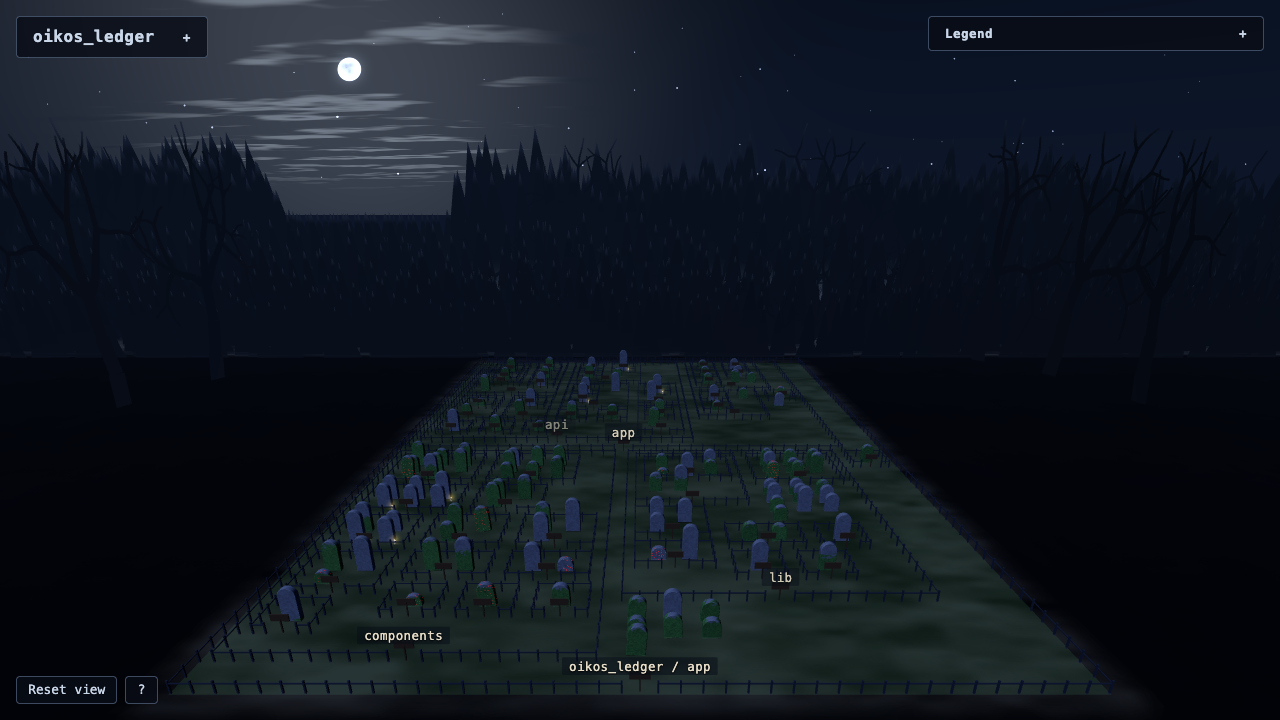 oikos_ledger +
Legend +
api
app
lib
components
oikos_ledger / app
Reset view ?